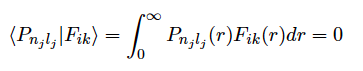 ⟨P_{n_j l_j}|F_{ik}⟩ = ∫_0^∞ P_{n_j l_j}(r)F_{ik}(r)dr = 0